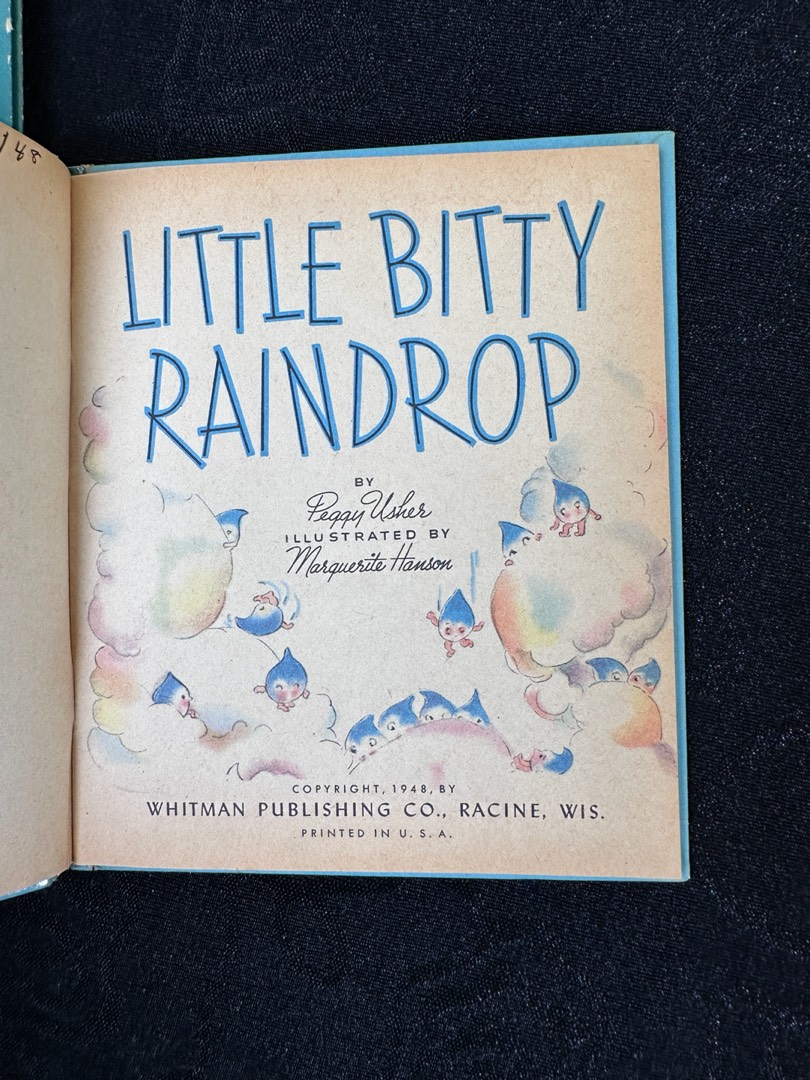 /48
LITTLE BITTY
RAINDROP
BY
Peggy Usher
ILLUSTRATED BY
Marguerite Hanson
COPYRIGHT, 1948, BY
WHITMAN PUBLISHING CO., RACINE, WIS.
PRINTED IN U. S. A.